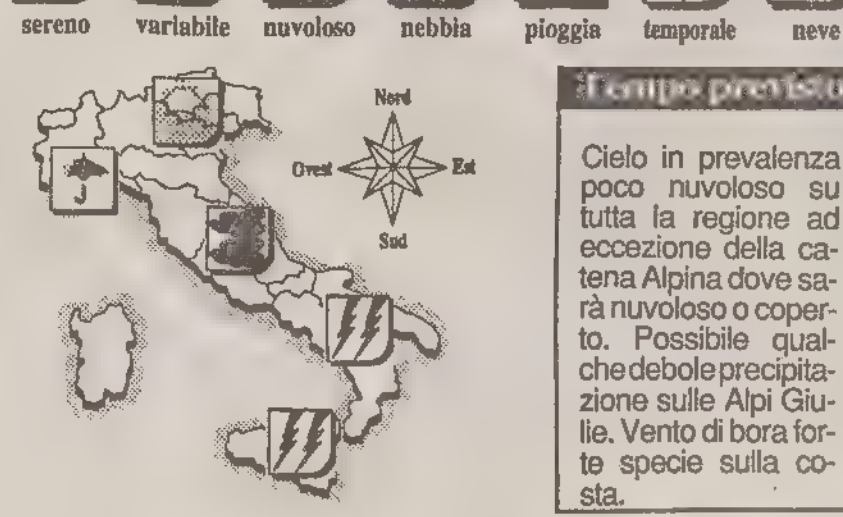 sereno variabile nuvoloso nebbia pioggia temporale neve
Nord
Ovest Est
Sud
Tempo previsto
Cielo in prevalenza
poco nuvoloso su
tutta la regione ad
eccezione della ca-
tena Alpina dove sa-
rà nuvoloso o coper-
to. Possibile qual-
che debole precipita-
zione sulle Alpi Giu-
lie. Vento di bora for-
te specie sulla co-
sta.